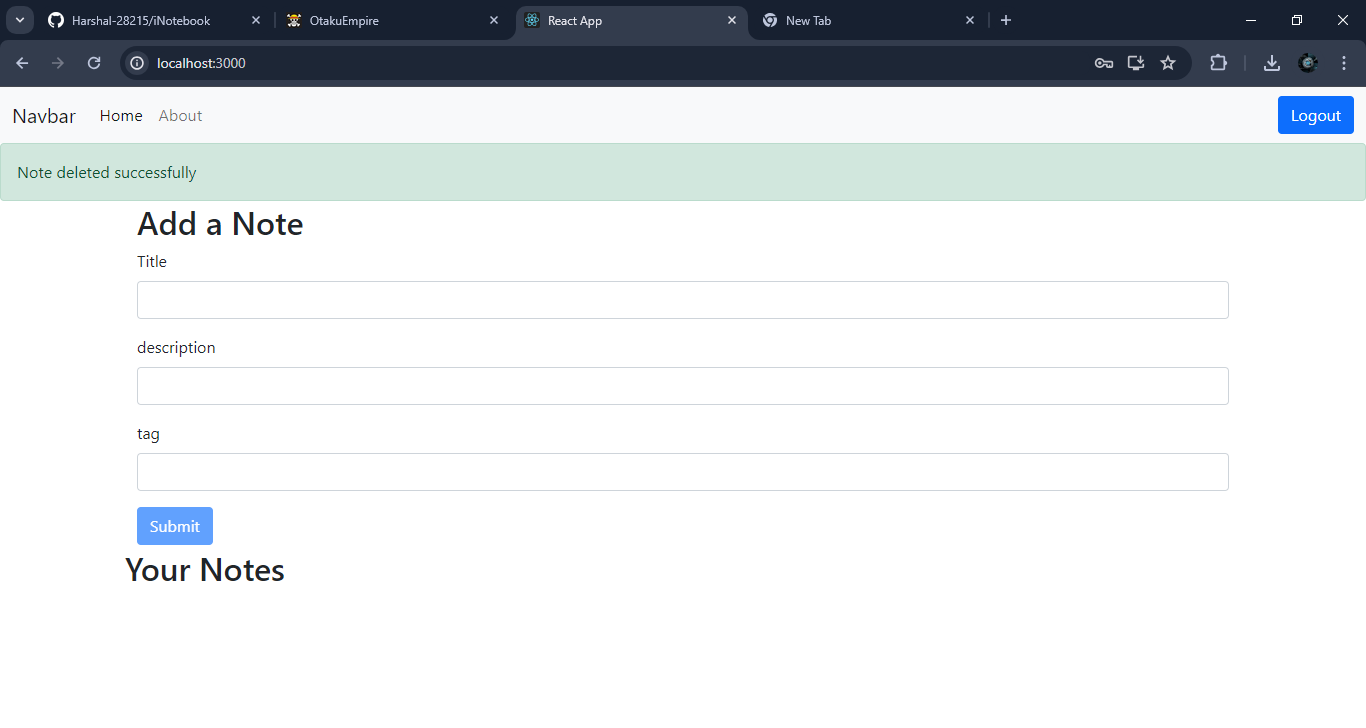 Harshal-28215/iNotebook
OtakuEmpire
React App
New Tab
localhost:3000
Navbar Home About Logout
Note deleted successfully
Add a Note
Title
description
tag
Submit
Your Notes